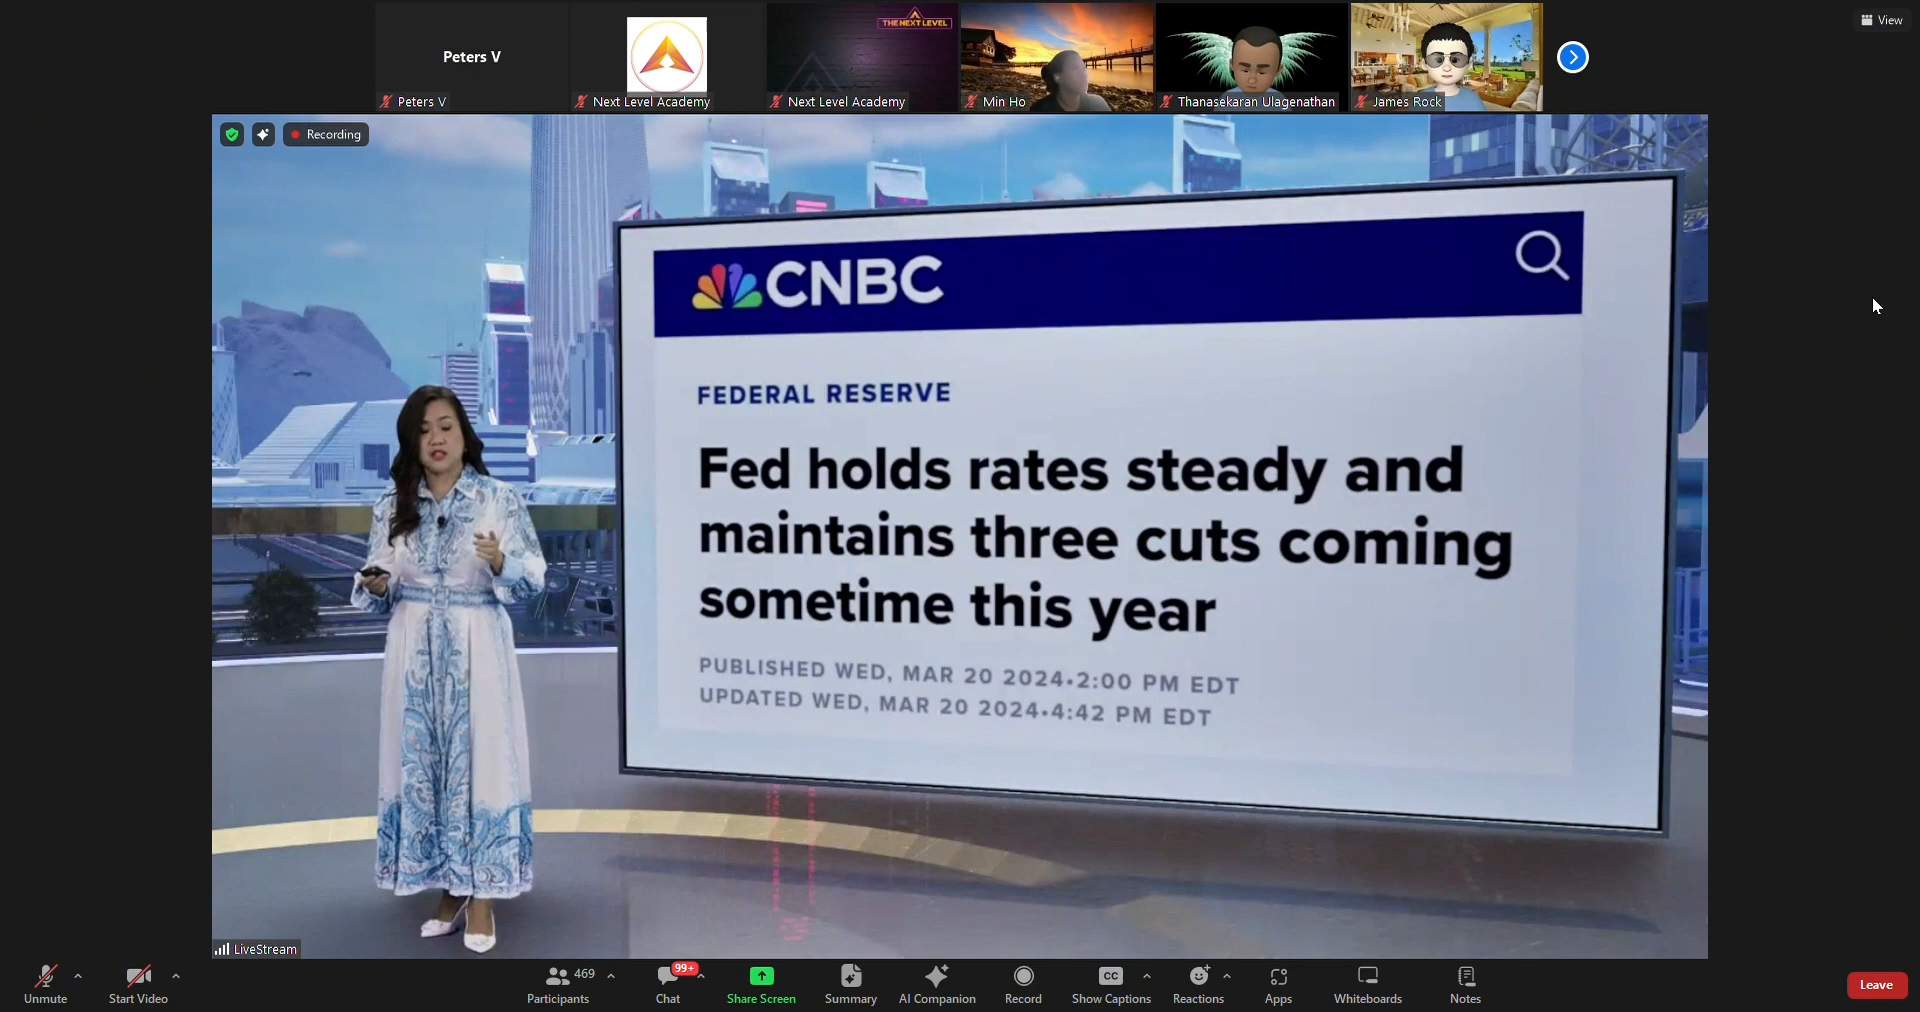 View
Peters V
THE NEXT LEVEL
Peters V
Next Level Academy
Next Level Academy
Min Ho
Thanasekaran Ulagenathan
James Rock
Recording
CNBC
FEDERAL RESERVE
Fed holds rates steady and
maintains three cuts coming
sometime this year
PUBLISHED WED, MAR 20 2024•2:00 PM EDT
UPDATED WED, MAR 20 2024•4:42 PM EDT
LiveStream
469
99+
CC
Unmute
Start Video
Participants
Chat
Share Screen
Summary
AI Companion
Show Captions
Record
Reactions
Apps
Whiteboards
Notes
Leave